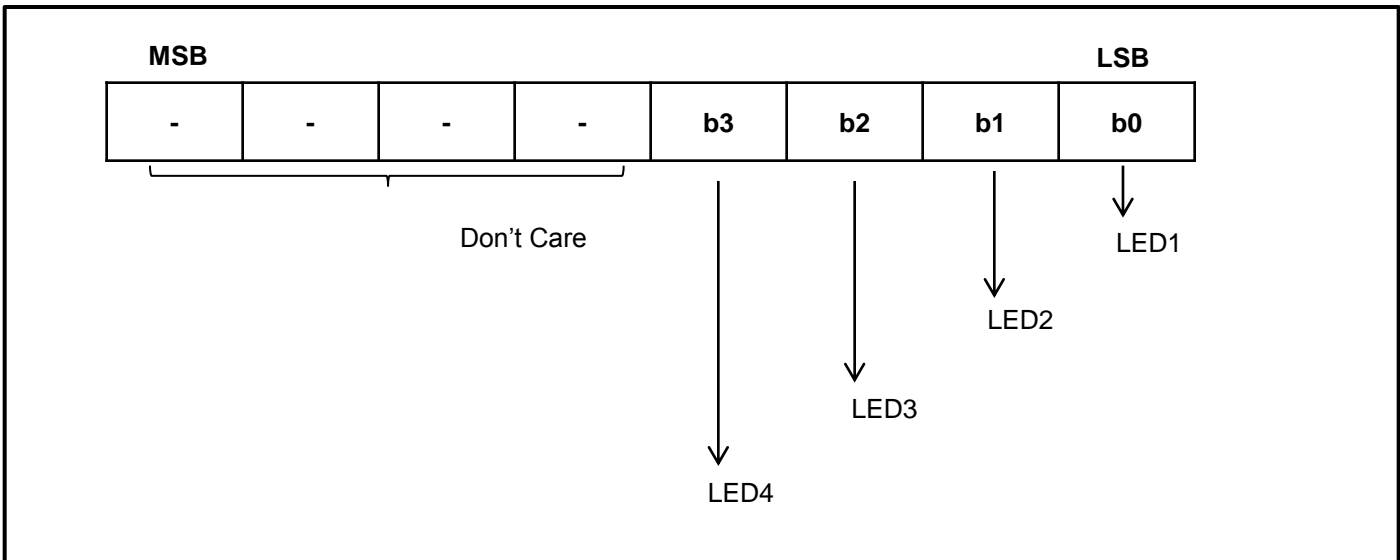 MSB LSB
- - - - b3 b2 b1 b0
Don't Care
LED1
LED2
LED3
LED4